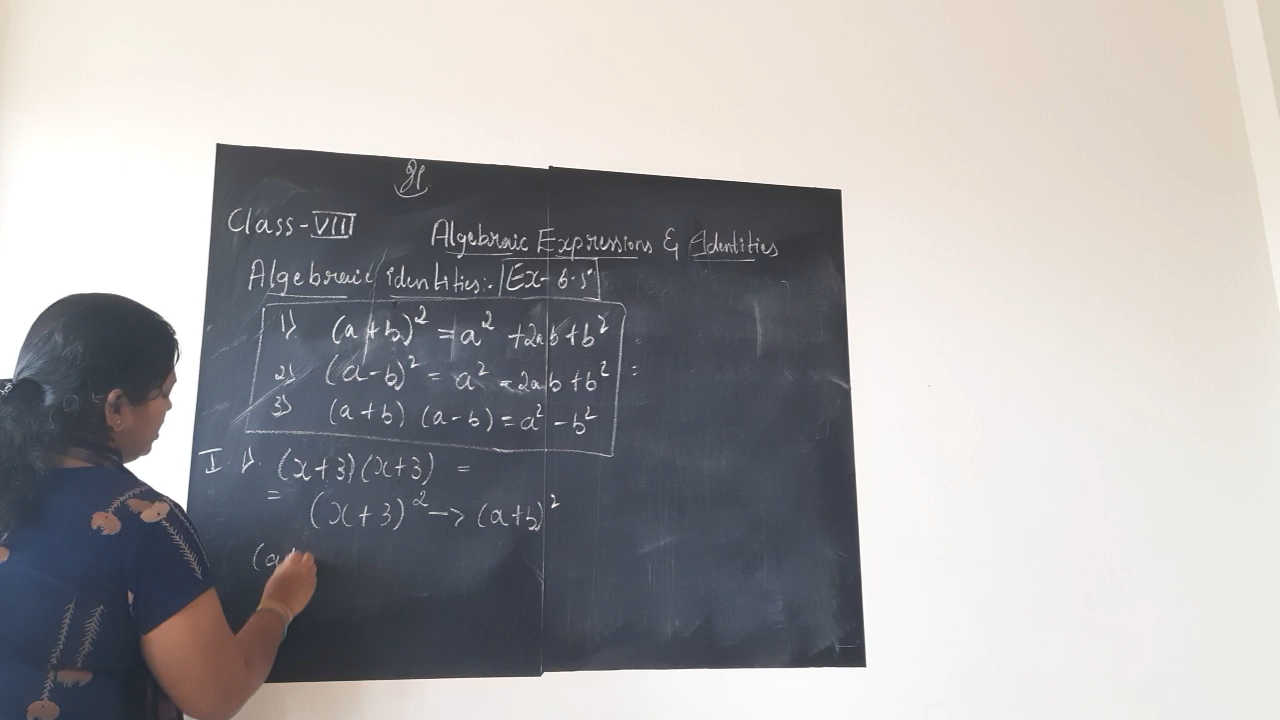 Class-VII
Algebraic Expressions & Identities
Algebraic identities:- Ex-6.5
1) (a+b)² = a² + 2ab + b²
2) (a-b)² = a² - 2ab + b²
3) (a+b) (a-b) = a² - b²
I. 1). (x+3)(x+3) =
= (x+3)² -> (a+b)²
(a